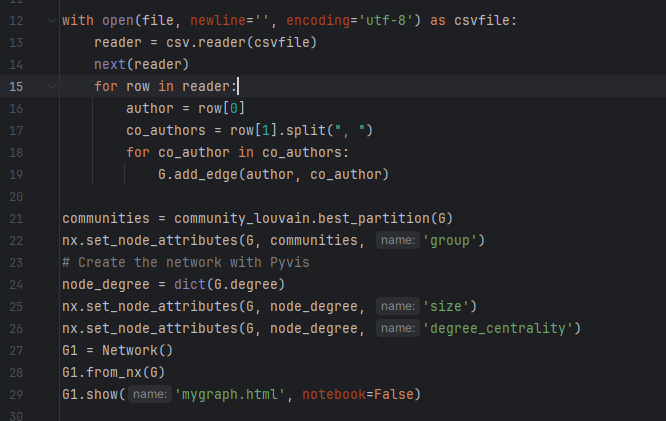 12 with open(file, newline='', encoding='utf-8') as csvfile:
13 reader = csv.reader(csvfile)
14 next(reader)
15 for row in reader:
16 author = row[0]
17 co_authors = row[1].split(", ")
18 for co_author in co_authors:
19 G.add_edge(author, co_author)
20
21 communities = community_louvain.best_partition(G)
22 nx.set_node_attributes(G, communities, name: 'group')
23 # Create the network with Pyvis
24 node_degree = dict(G.degree)
25 nx.set_node_attributes(G, node_degree, name: 'size')
26 nx.set_node_attributes(G, node_degree, name: 'degree_centrality')
27 G1 = Network()
28 G1.from_nx(G)
29 G1.show( name: 'mygraph.html', notebook=False)
30